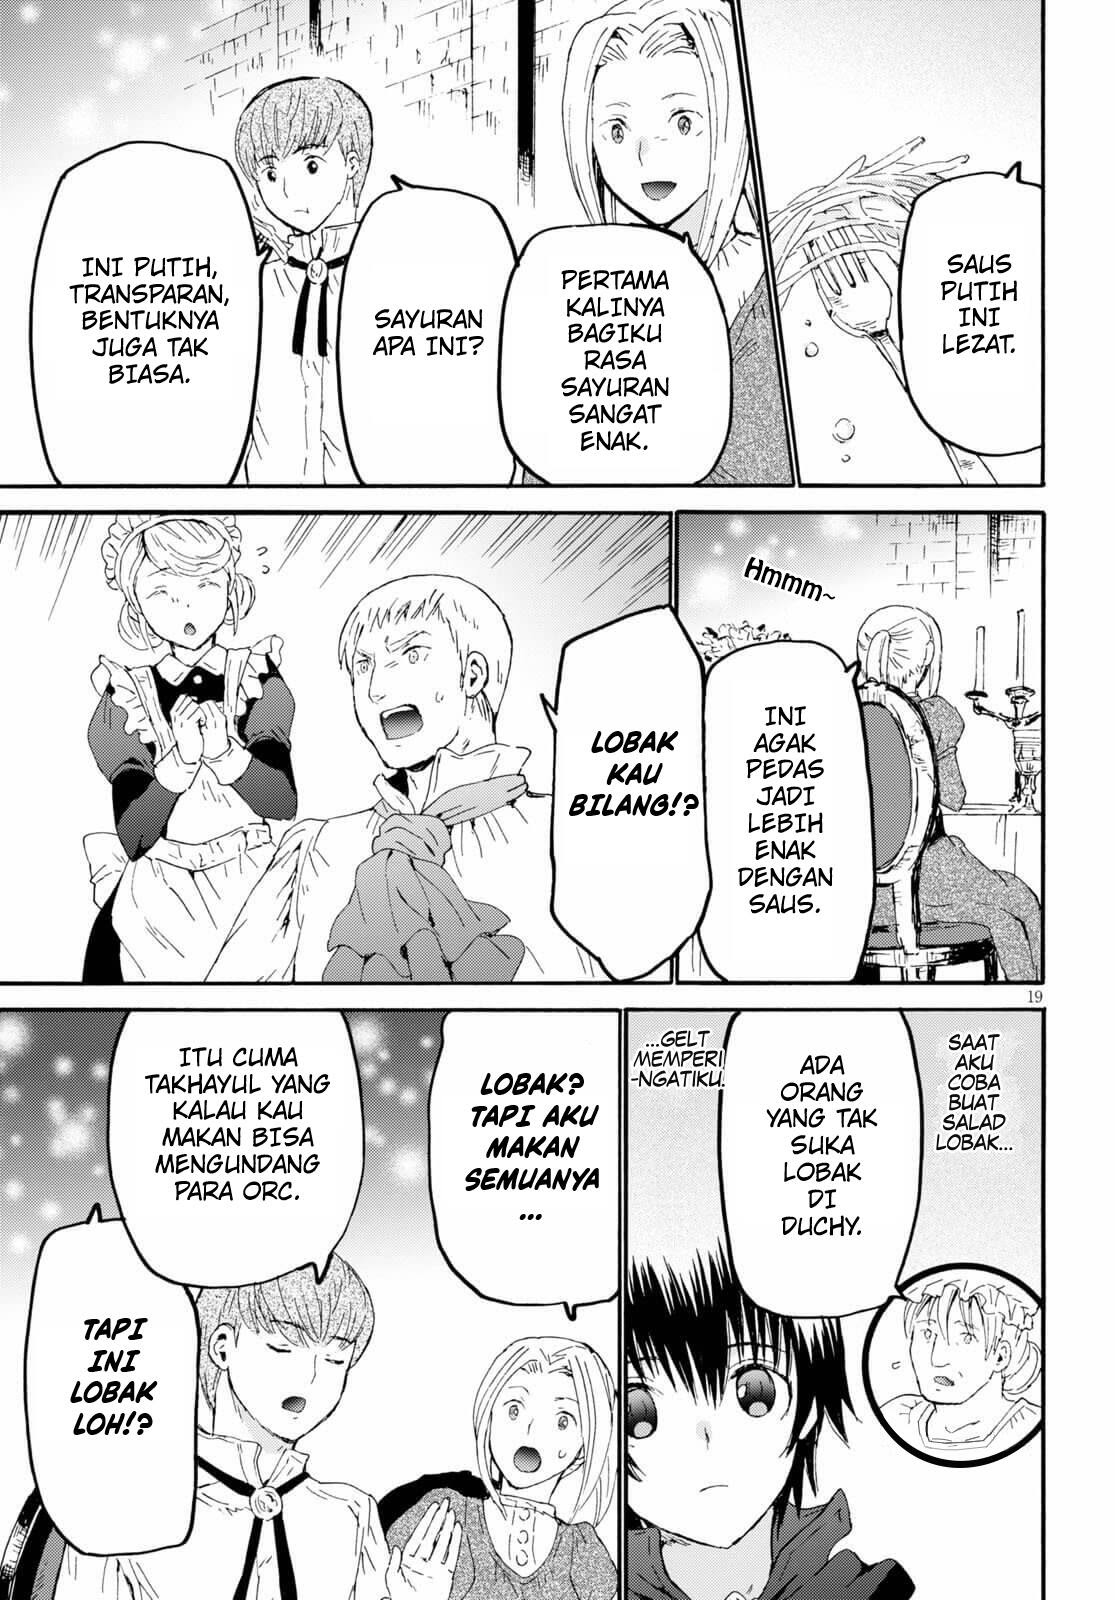 SAUS
PUTIH
INI
LEZAT.
PERTAMA
KALINYA
BAGIKU
RASA
SAYURAN
SANGAT
ENAK.
SAYURAN
APA INI?
INI PUTIH,
TRANSPARAN,
BENTUKNYA
JUGA TAK
BIASA.
Hmmm~
INI
AGAK
PEDAS
JADI
LEBIH
ENAK
DENGAN
SAUS.
LOBAK
KAU
BILANG!?
19
SAAT
AKU
COBA
BUAT
SALAD
LOBAK...
...GELT
MEMPERI
-NGATIKU.
ADA
ORANG
YANG TAK
SUKA
LOBAK
DI
DUCHY.
LOBAK?
TAPI AKU
MAKAN
SEMUANYA
...
ITU CUMA
TAKHAYUL YANG
KALAU KAU
MAKAN BISA
MENGUNDANG
PARA ORC.
TAPI
INI
LOBAK
LOH!?